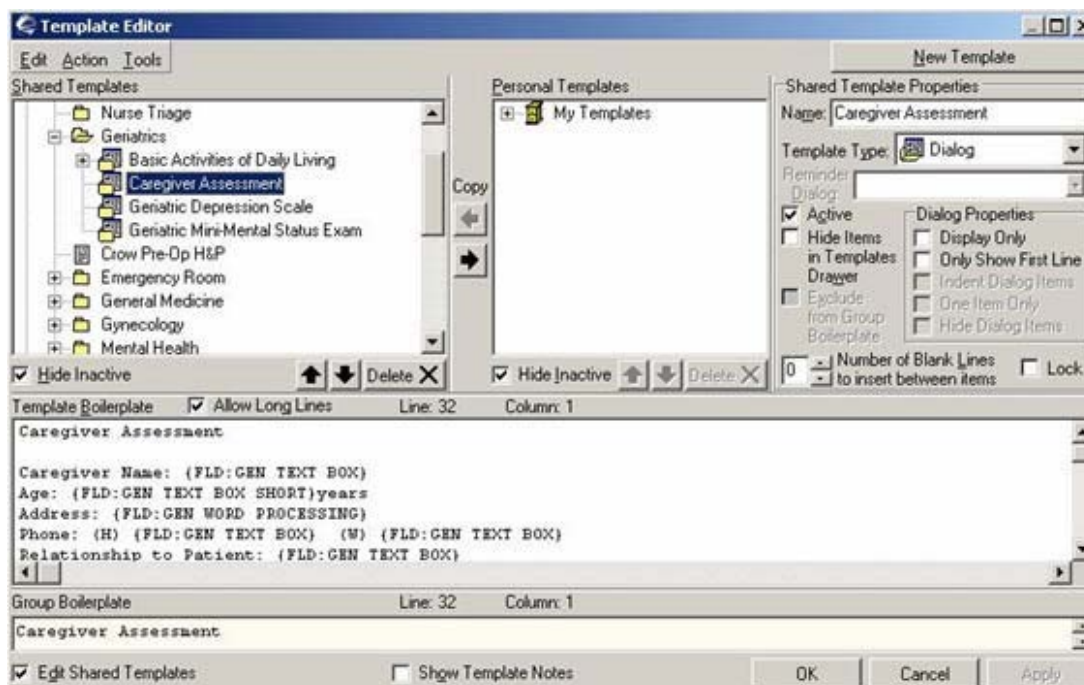 Template Editor
Edit Action Tools
New Template
Shared Templates
Nurse Triage
Geriatrics
Basic Activities of Daily Living
Caregiver Assessment
Geriatric Depression Scale
Geriatric Mini-Mental Status Exam
Crow Pre-Op H&P
Emergency Room
General Medicine
Gynecology
Mental Health
Hide Inactive
Delete
Copy
Personal Templates
My Templates
Hide Inactive
Delete
Shared Template Properties
Name: Caregiver Assessment
Template Type: Dialog
Reminder
Dialog:
Active
Hide Items
in Templates
Drawer
Exclude
from Group
Boilerplate
Dialog Properties
Display Only
Only Show First Line
Indent Dialog Items
One Item Only
Hide Dialog Items
0 Number of Blank Lines
to insert between items
Lock
Template Boilerplate Allow Long Lines Line: 32 Column: 1
Caregiver Assessment
Caregiver Name: {FLD:GEN TEXT BOX}
Age: {FLD:GEN TEXT BOX SHORT}years
Address: {FLD:GEN WORD PROCESSING}
Phone: (H) {FLD:GEN TEXT BOX} (W) {FLD:GEN TEXT BOX}
Relationship to Patient: {FLD:GEN TEXT BOX}
Group Boilerplate Line: 32 Column: 1
Caregiver Assessment
Edit Shared Templates Show Template Notes OK Cancel Apply